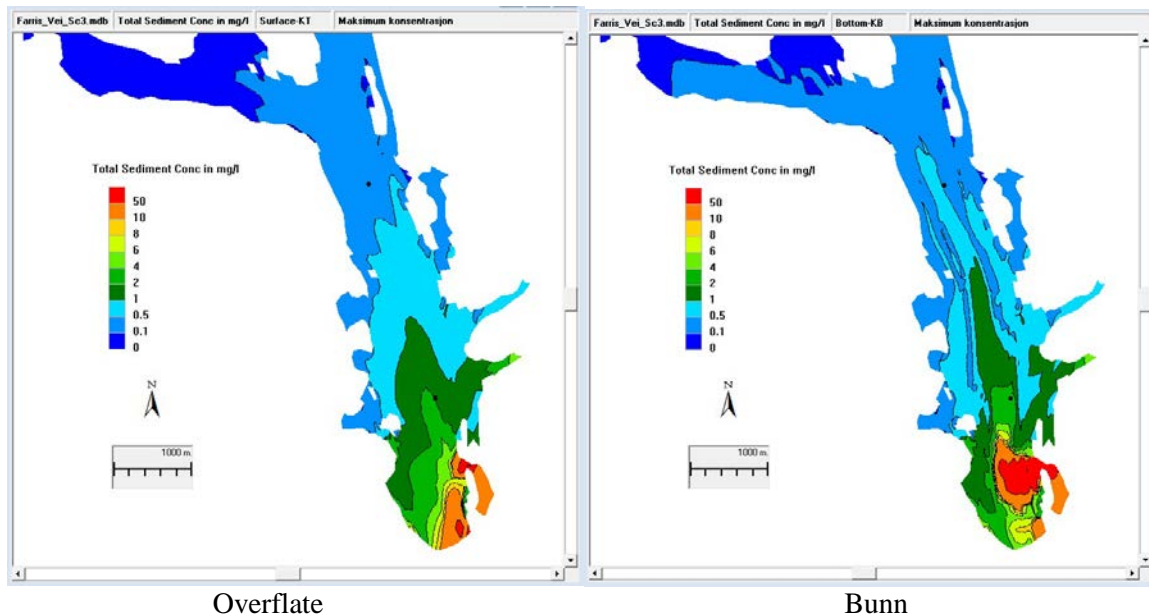 Farris_Vei_Sc3.mdb Total Sediment Conc in mg/l Surface-KT Maksimum konsentrasjon
Total Sediment Conc in mg/l
50
10
8
6
4
2
1
0.5
0.1
0
N
1000 m.
Overflate
Farris_Vei_Sc3.mdb Total Sediment Conc in mg/l Bottom-KB Maksimum konsentrasjon
Total Sediment Conc in mg/l
50
10
8
6
4
2
1
0.5
0.1
0
N
1000 m.
Bunn